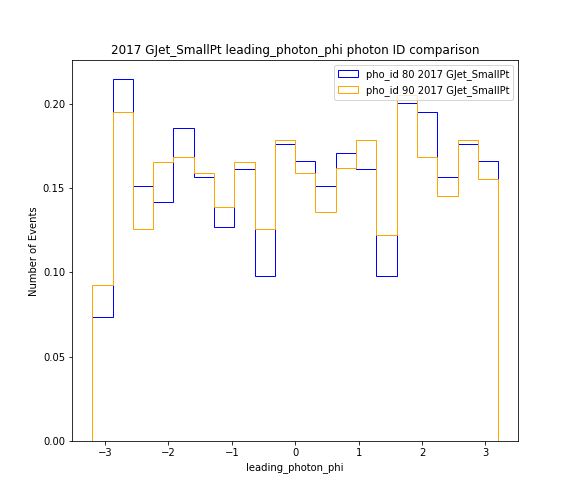 2017 GJet_SmallPt leading_photon_phi photon ID comparison
pho_id 80 2017 GJet_SmallPt
pho_id 90 2017 GJet_SmallPt
Number of Events
0.20
0.15
0.10
0.05
0.00
−3 −2 −1 0 1 2 3
leading_photon_phi